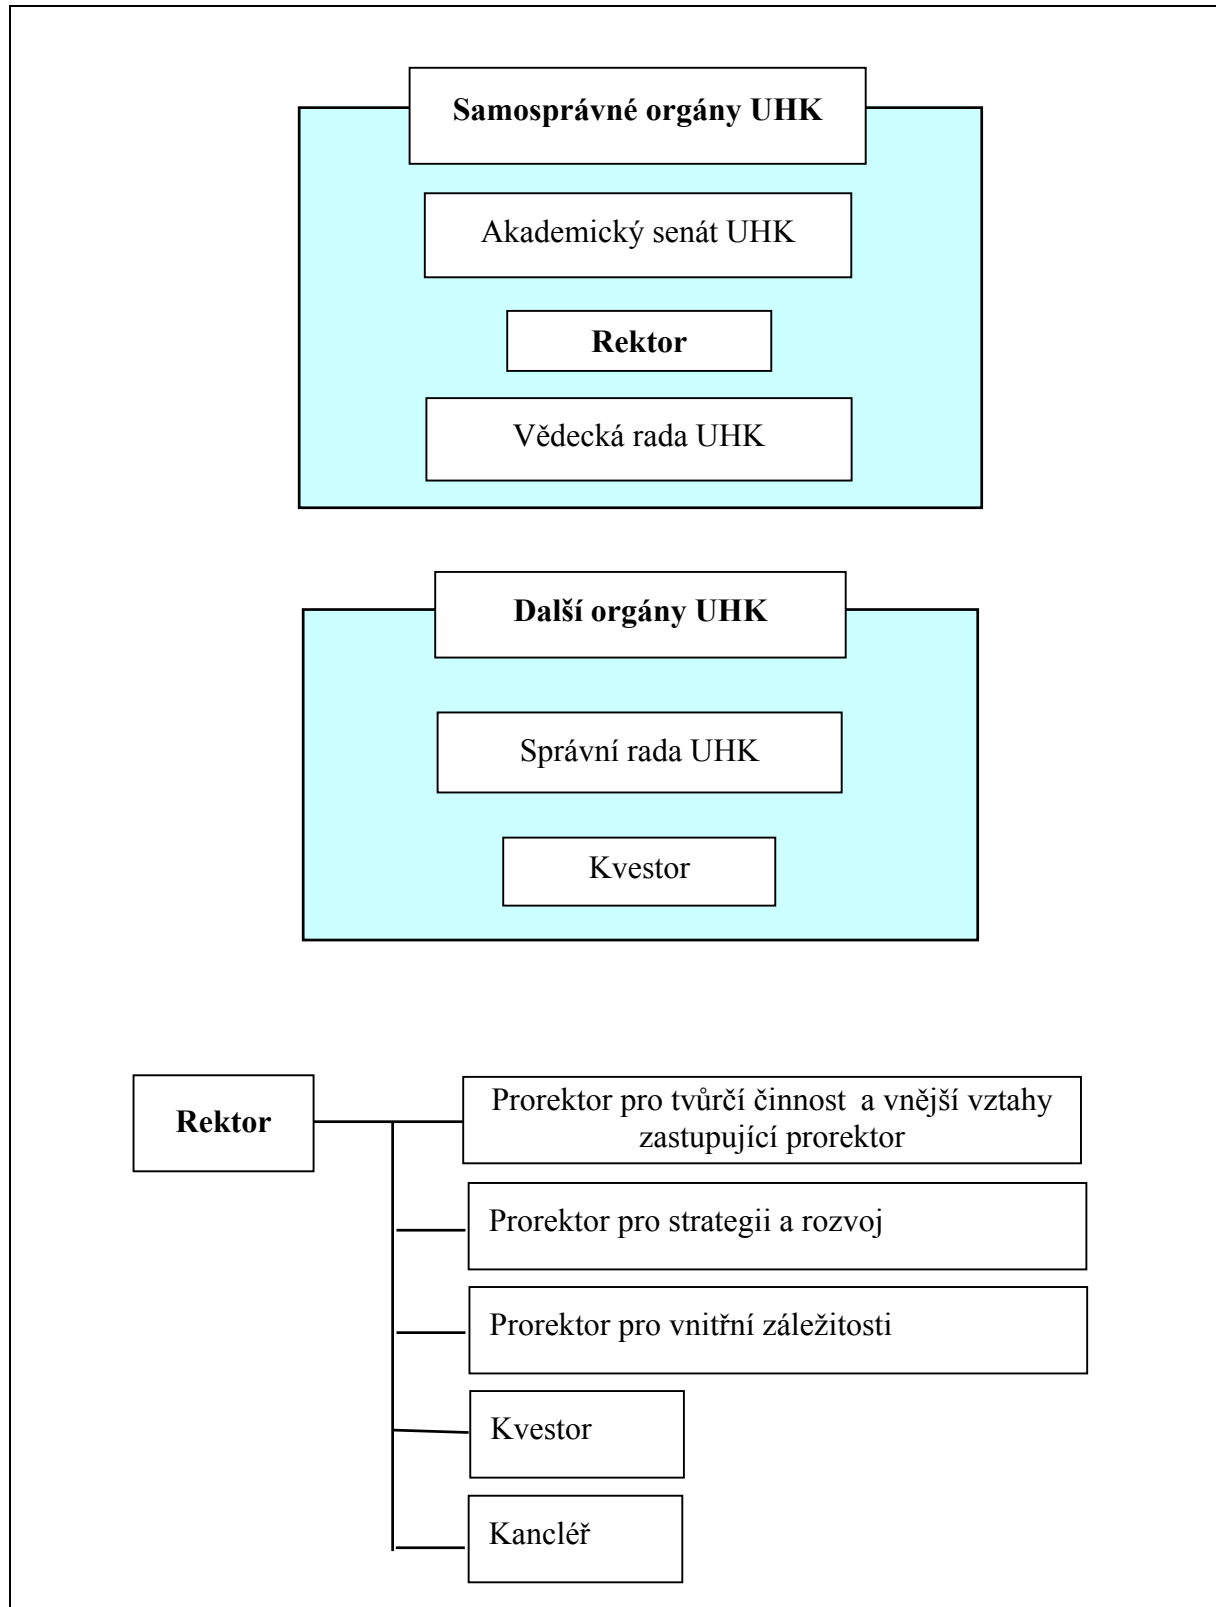 Samosprávné orgány UHK
Akademický senát UHK
Rektor
Vědecká rada UHK
Další orgány UHK
Správní rada UHK
Kvestor
Rektor
Prorektor pro tvůrčí činnost  a vnější vztahy
zastupující prorektor
Prorektor pro strategii a rozvoj
Prorektor pro vnitřní záležitosti
Kvestor
Kancléř